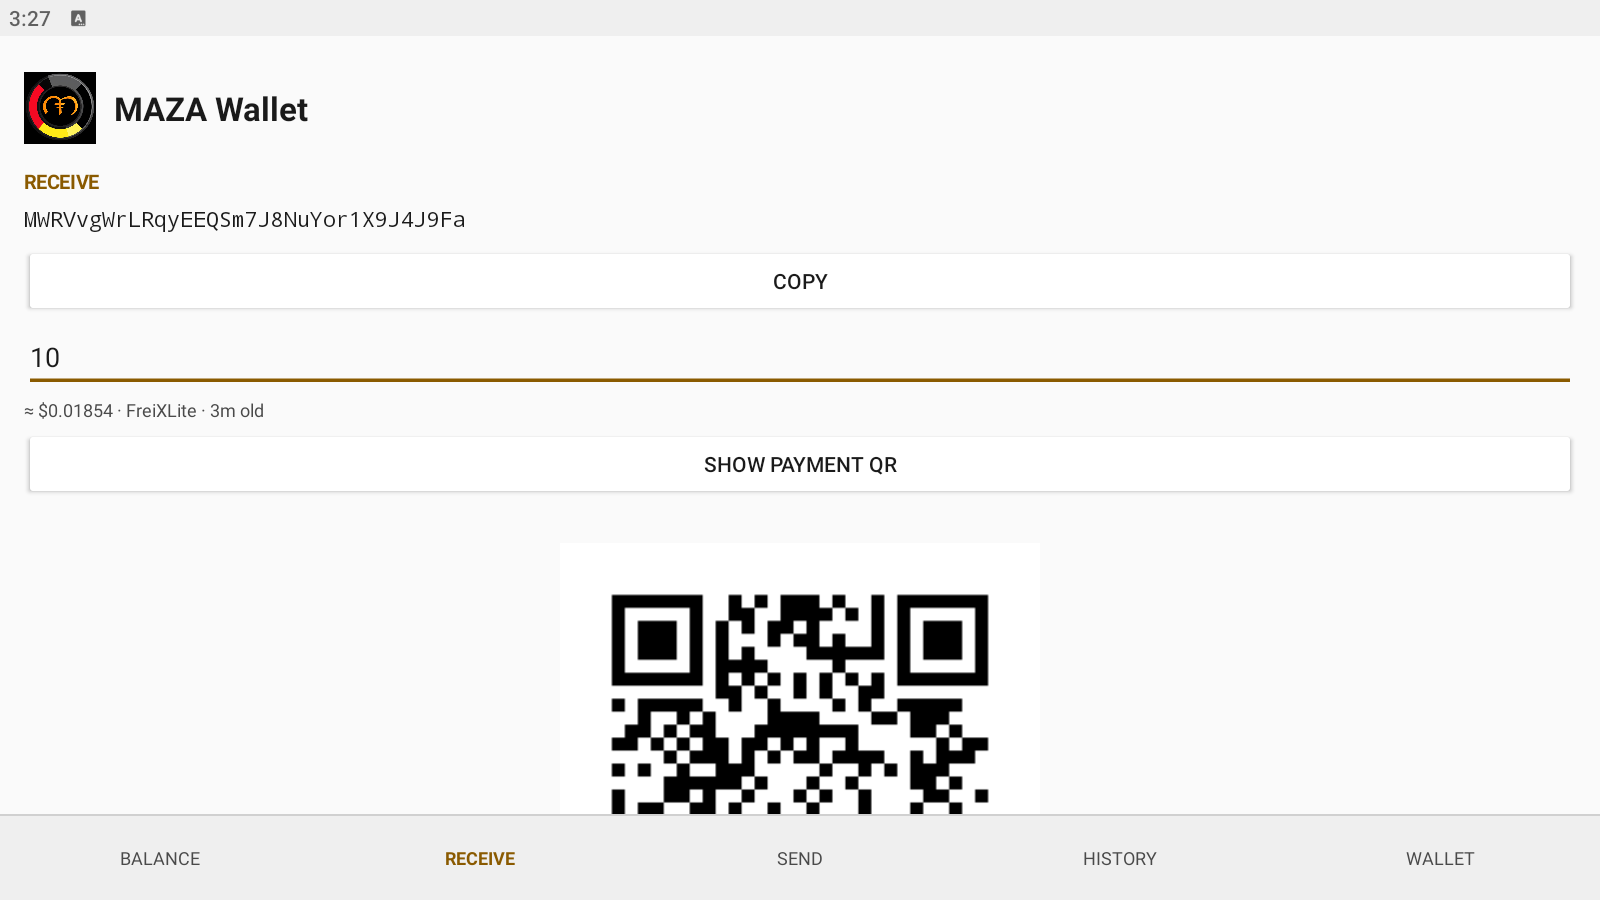 3:27
MAZA Wallet
RECEIVE
MWRVvgWrLRqyEEQSm7J8NuYor1X9J4J9Fa
COPY
10
≈ $0.01854 · FreiXLite · 3m old
SHOW PAYMENT QR
BALANCE
RECEIVE
SEND
HISTORY
WALLET